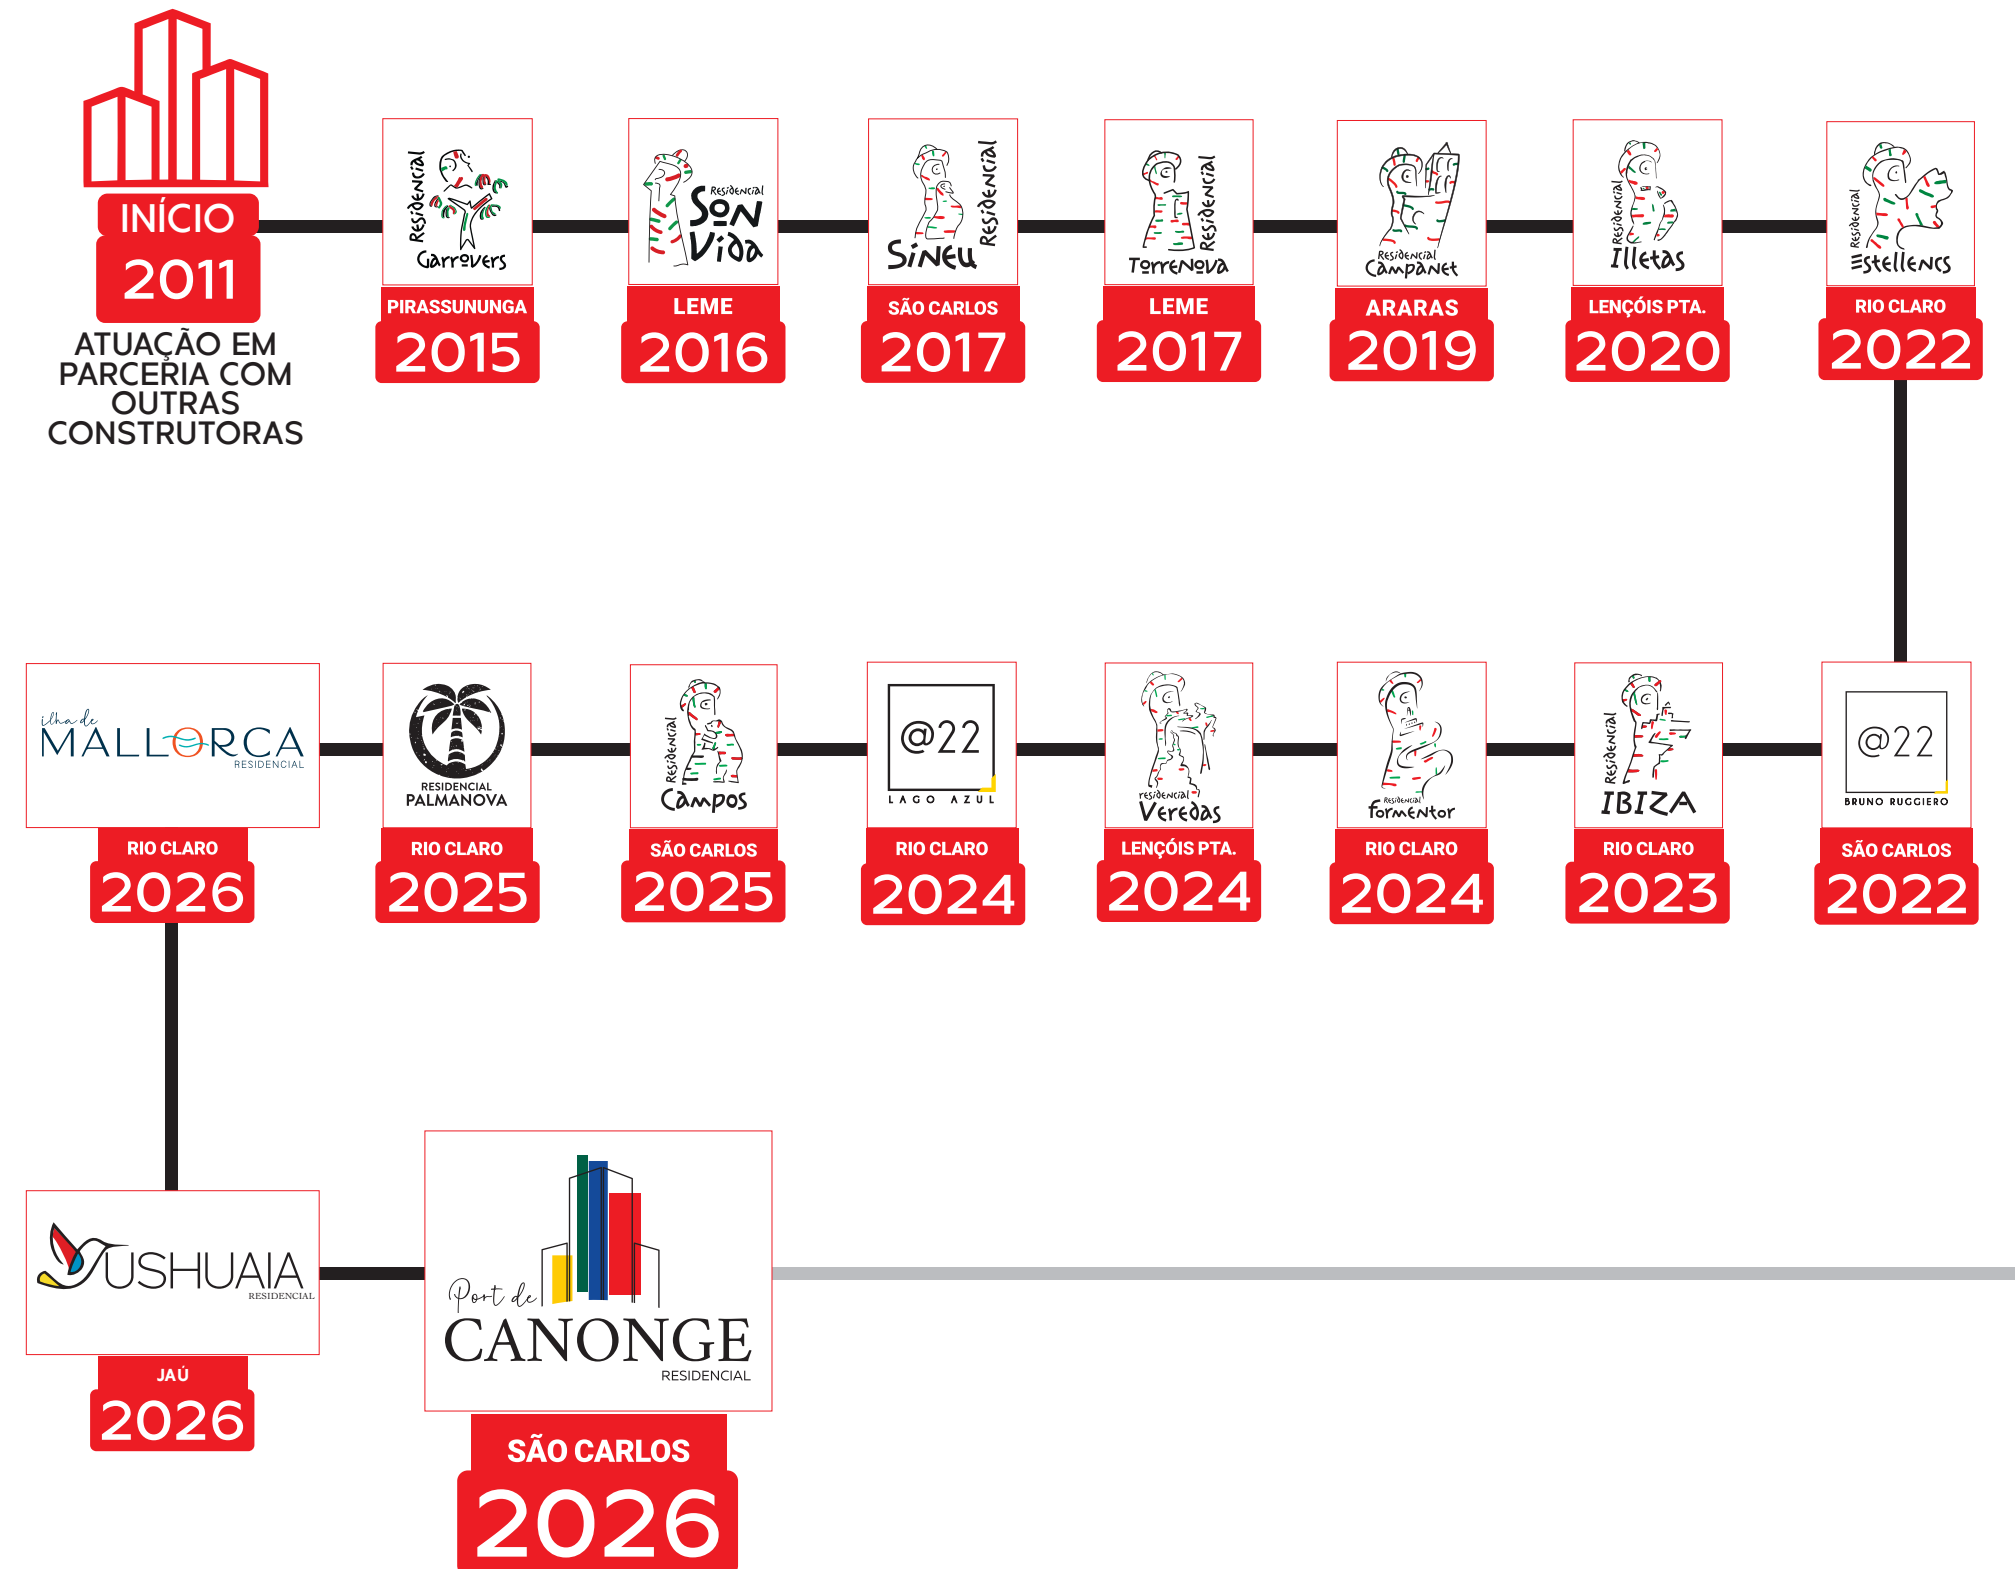 INÍCIO
2011
ATUAÇÃO EM
PARCERIA COM
OUTRAS
CONSTRUTORAS
Residencial
Garrovers
PIRASSUNUNGA
2015
Residencial
Son
Vida
LEME
2016
Residencial
Sineu
SÃO CARLOS
2017
Residencial
Torrenova
LEME
2017
Residencial
Campanet
ARARAS
2019
Residencial
Illetas
LENÇÓIS PTA.
2020
Residencial
Estellencs
RIO CLARO
2022
@22
BRUNO RUGGIERO
SÃO CARLOS
2022
Residencial
IBIZA
RIO CLARO
2023
Residencial
Formentor
RIO CLARO
2024
residencial
Veredas
LENÇÓIS PTA.
2024
@22
LAGO AZUL
RIO CLARO
2024
Residencial
Campos
SÃO CARLOS
2025
RESIDENCIAL
PALMANOVA
RIO CLARO
2025
ilha de
MALLORCA
RESIDENCIAL
RIO CLARO
2026
USHUAIA
RESIDENCIAL
JAÚ
2026
Port de
CANONGE
RESIDENCIAL
SÃO CARLOS
2026